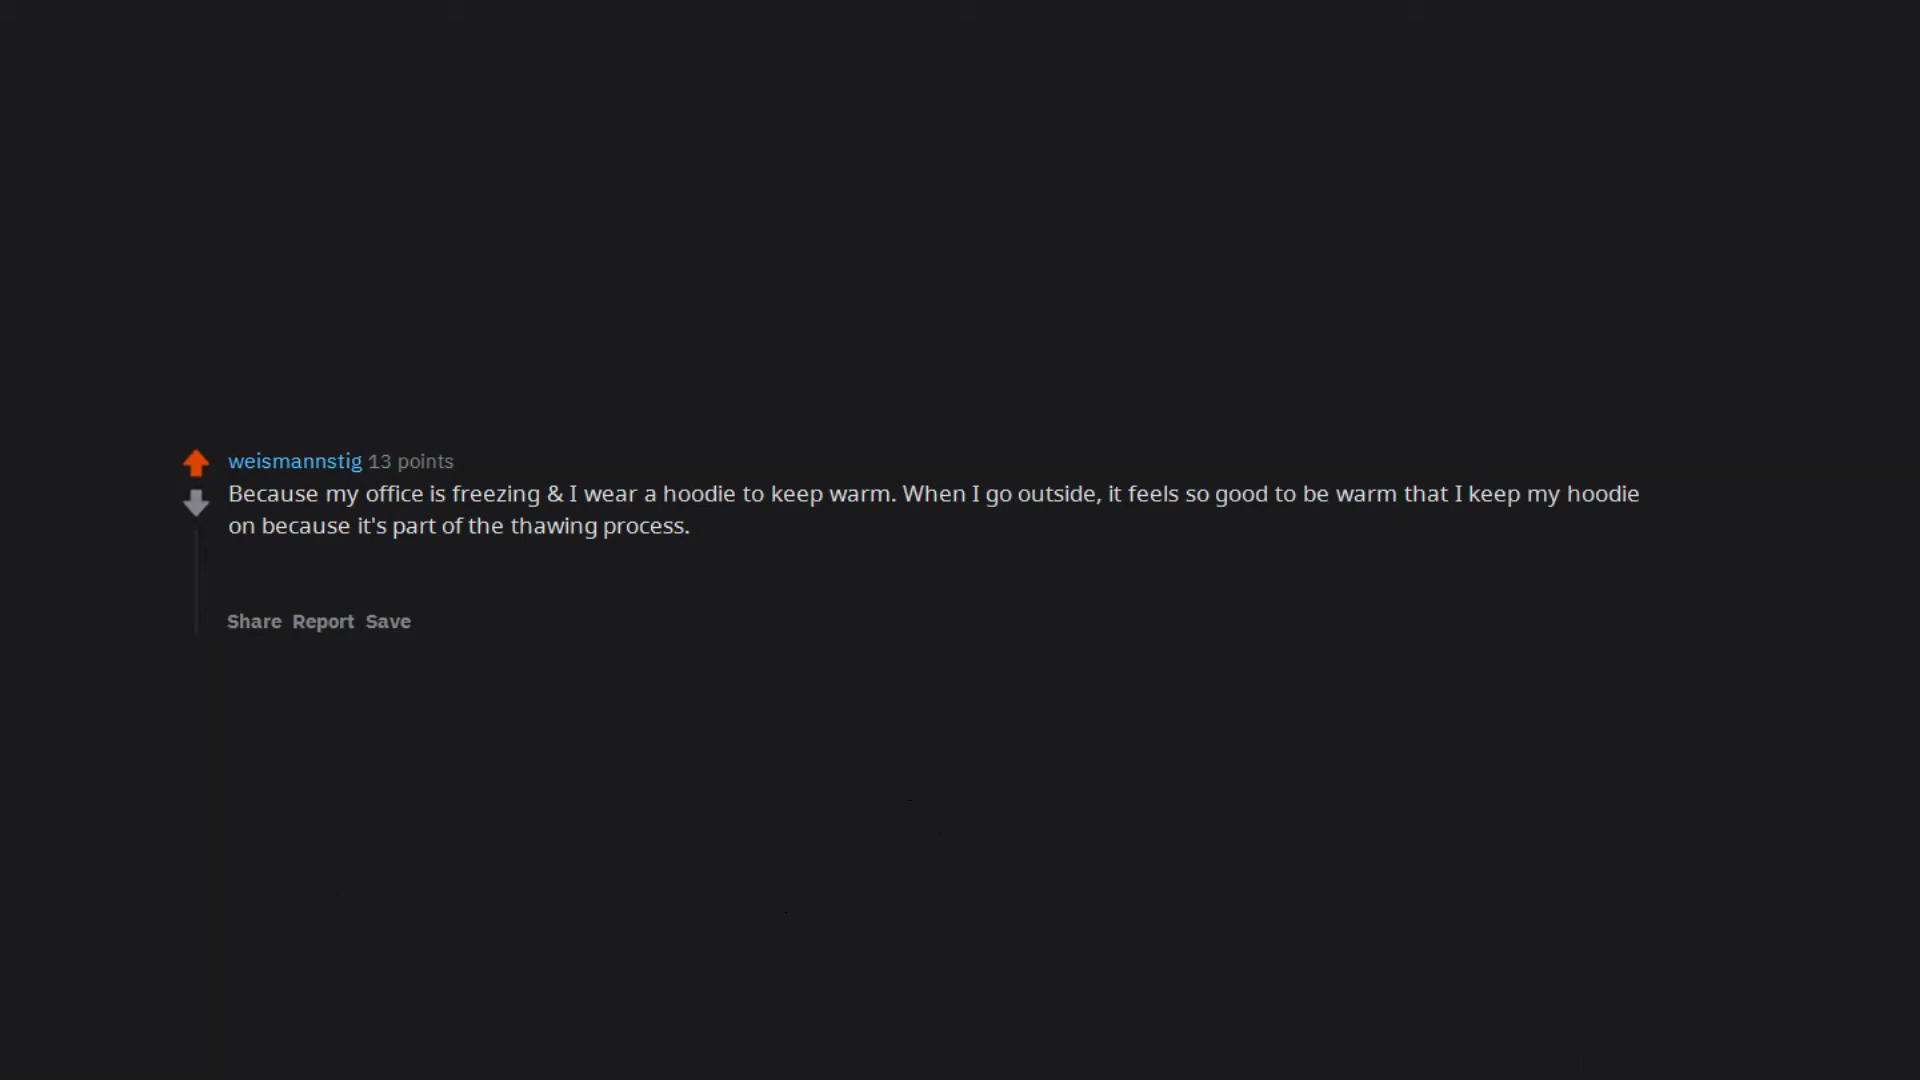 weismannstig 13 points
Because my office is freezing & I wear a hoodie to keep warm. When I go outside, it feels so good to be warm that I keep my hoodie
on because it's part of the thawing process.
Share Report Save